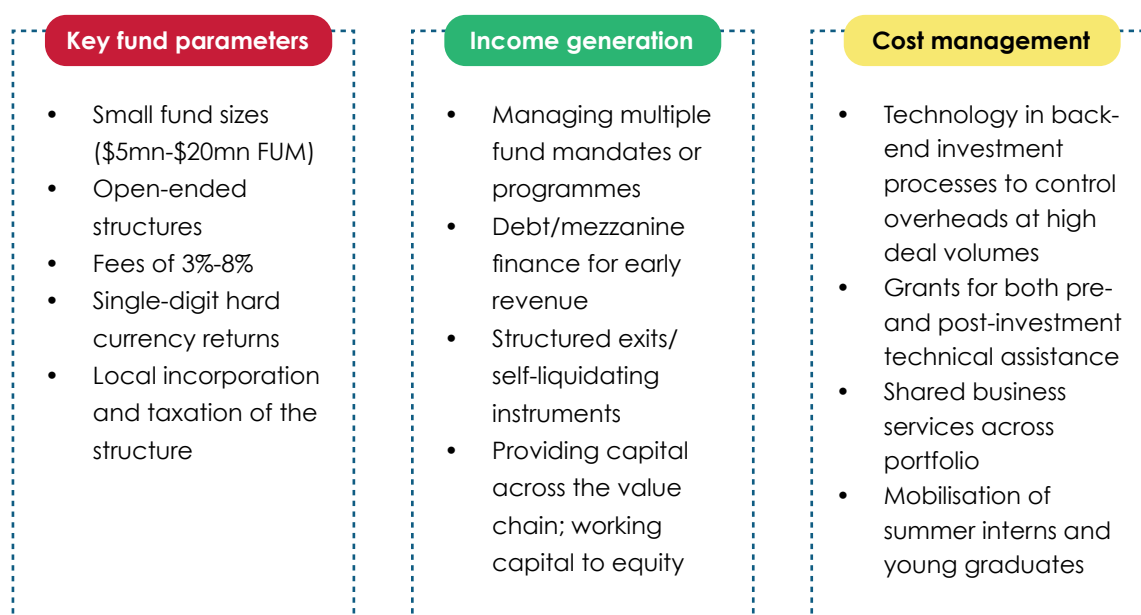 Key fund parameters
• Small fund sizes
($5mn-$20mn FUM)
• Open-ended
structures
• Fees of 3%-8%
• Single-digit hard
currency returns
• Local incorporation
and taxation of the
structure
Income generation
• Managing multiple
fund mandates or
programmes
• Debt/mezzanine
finance for early
revenue
• Structured exits/
self-liquidating
instruments
• Providing capital
across the value
chain; working
capital to equity
Cost management
• Technology in back-
end investment
processes to control
overheads at high
deal volumes
• Grants for both pre-
and post-investment
technical assistance
• Shared business
services across
portfolio
• Mobilisation of
summer interns and
young graduates